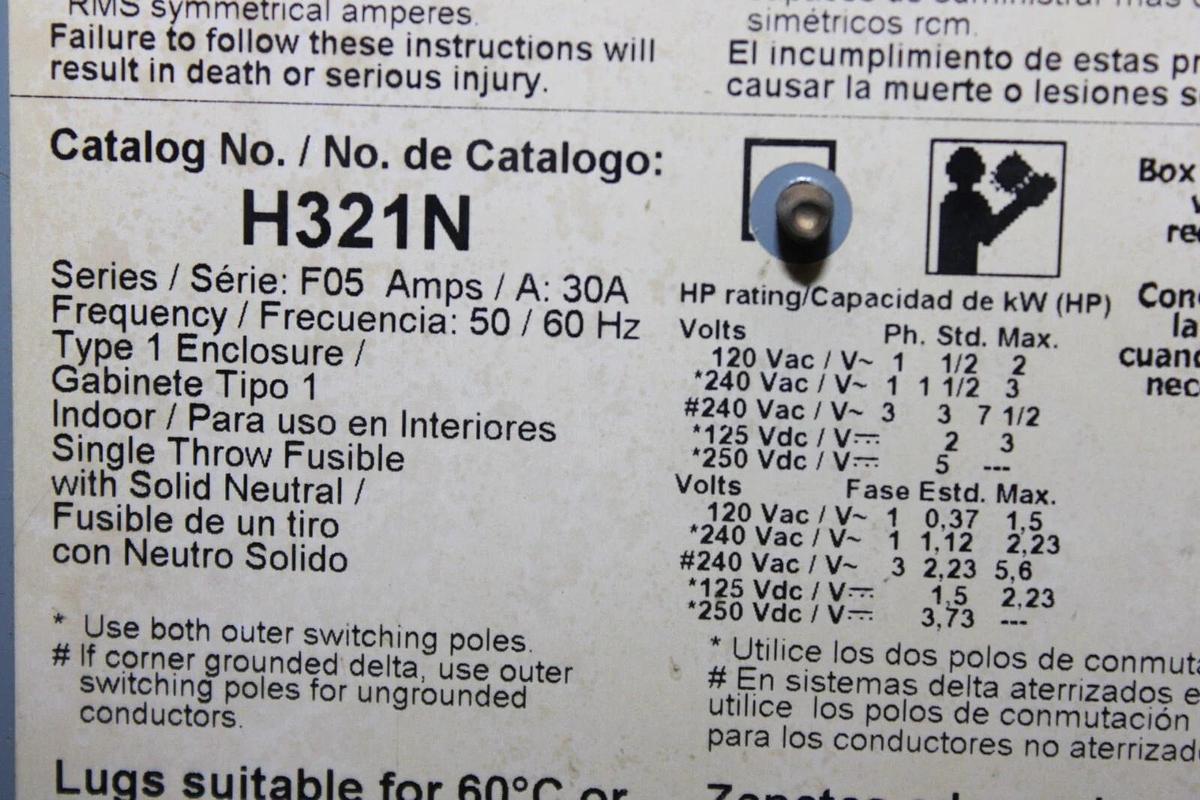 RMS symmetrical amperes.
Failure to follow these instructions will
result in death or serious injury.
simétricos rcm.
El incumplimiento de estas
causar la muerte o lesiones
Catalog No. / No. de Catalogo:
H321N
Series / Série: F05 Amps / A: 30A
Frequency / Frecuencia: 50 / 60 Hz
Type 1 Enclosure /
Gabinete Tipo 1
Indoor / Para uso en Interiores
Single Throw Fusible
with Solid Neutral /
Fusible de un tiro
con Neutro Solido
* Use both outer switching poles.
# If corner grounded delta, use outer
switching poles for ungrounded
conductors.
Lugs suitable for 60°C or
HP rating/Capacidad de kW (HP)
Volts Ph. Std. Max.
120 Vac / V~ 1 1/2 2
*240 Vac / V~ 1 1 1/2 3
#240 Vac / V~ 3 3 7 1/2
*125 Vdc / V⎓ 2 3
*250 Vdc / V⎓ 5 ---
Volts Fase Estd. Max.
120 Vac / V~ 1 0,37 1,5
*240 Vac / V~ 1 1,12 2,23
#240 Vac / V~ 3 2,23 5,6
*125 Vdc / V⎓ 1,5 2,23
*250 Vdc / V⎓ 3,73 ---
* Utilice los dos polos de
# En sistemas delta aterrizados
utilice los polos de conmutación
para los conductores no
Box
la